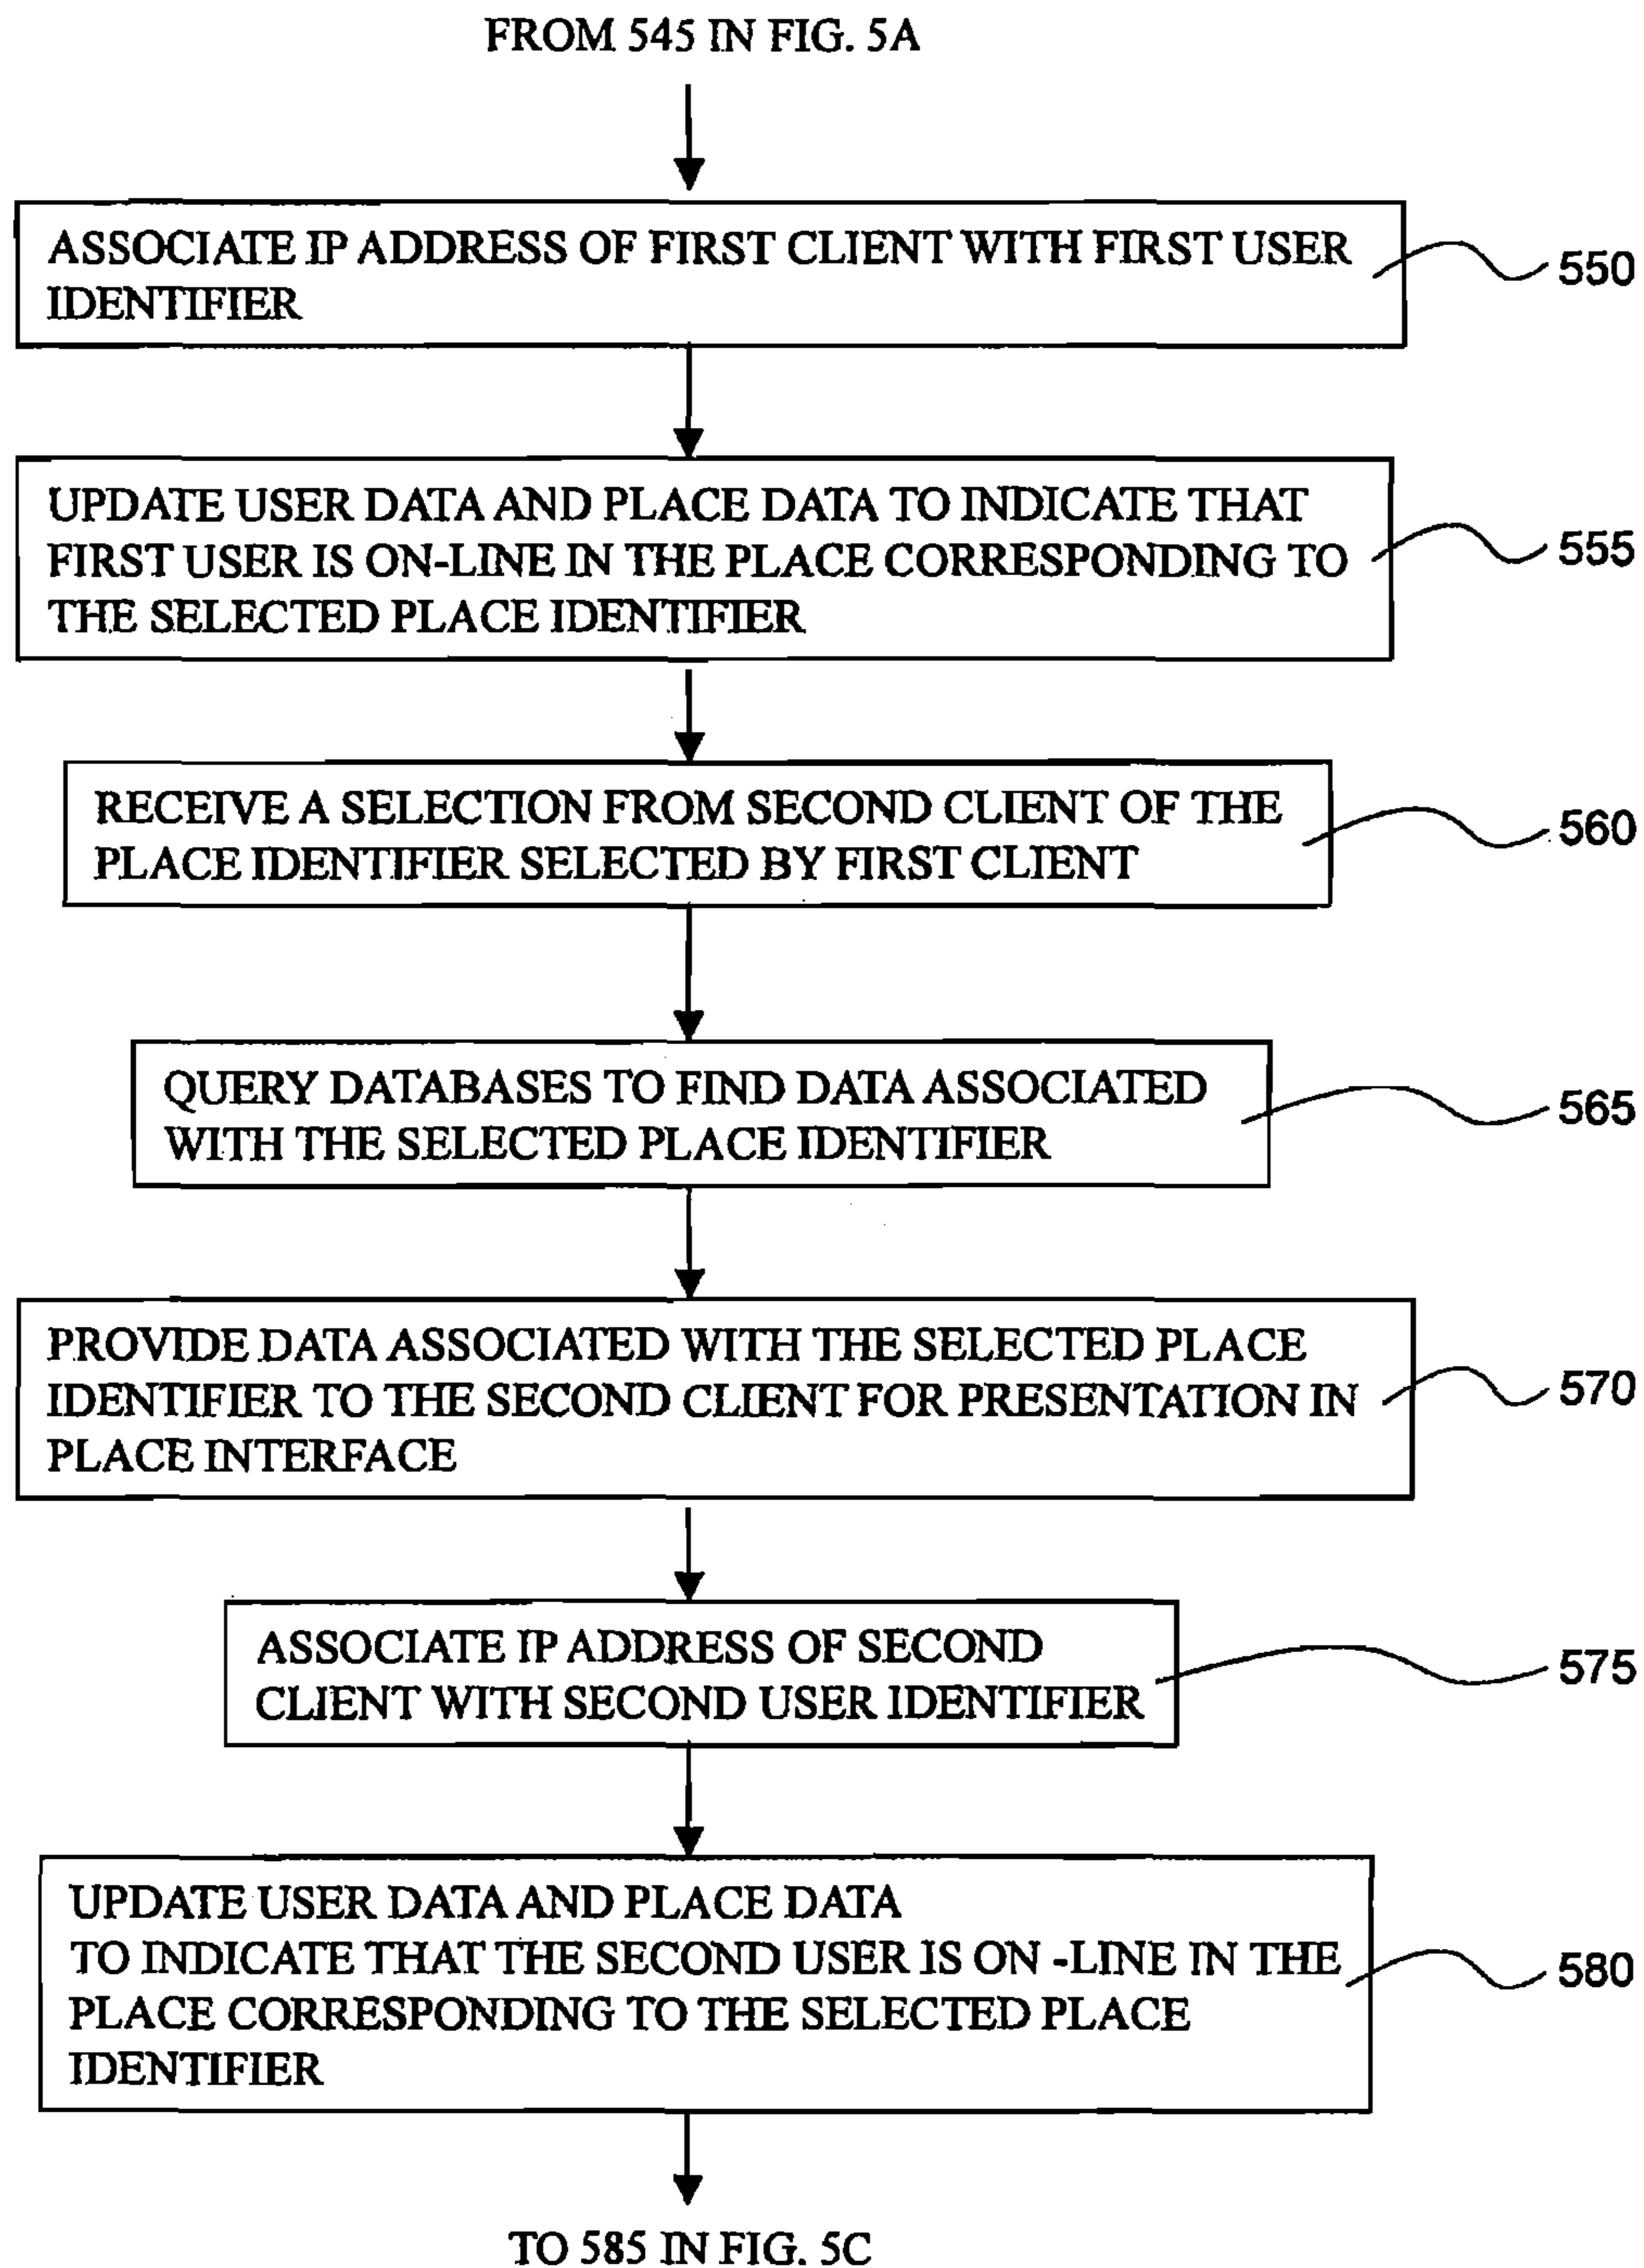 FROM 545 IN FIG. 5A
ASSOCIATE IP ADDRESS OF FIRST CLIENT WITH FIRST USER
IDENTIFIER
550
UPDATE USER DATA AND PLACE DATA TO INDICATE THAT
FIRST USER IS ON-LINE IN THE PLACE CORRESPONDING TO
THE SELECTED PLACE IDENTIFIER
555
RECEIVE A SELECTION FROM SECOND CLIENT OF THE
PLACE IDENTIFIER SELECTED BY FIRST CLIENT
560
QUERY DATABASES TO FIND DATA ASSOCIATED
WITH THE SELECTED PLACE IDENTIFIER
565
PROVIDE DATA ASSOCIATED WITH THE SELECTED PLACE
IDENTIFIER TO THE SECOND CLIENT FOR PRESENTATION IN
PLACE INTERFACE
570
ASSOCIATE IP ADDRESS OF SECOND
CLIENT WITH SECOND USER IDENTIFIER
575
UPDATE USER DATA AND PLACE DATA
TO INDICATE THAT THE SECOND USER IS ON -LINE IN THE
PLACE CORRESPONDING TO THE SELECTED PLACE
IDENTIFIER
580
TO 585 IN FIG. 5C